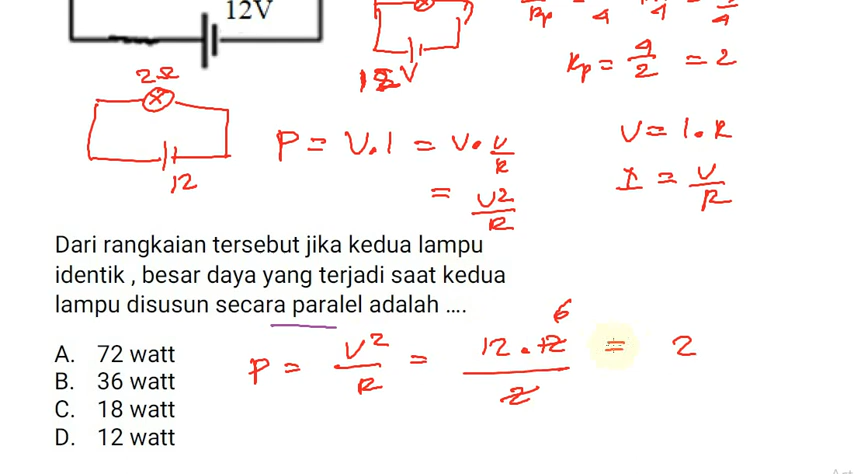 12V
2Ω
12 V
Rp = 4/2 = 2
12
P = V.I = V. V/R
= V2/R
V = I.R
I = V/R
Dari rangkaian tersebut jika kedua lampu
identik , besar daya yang terjadi saat kedua
lampu disusun secara paralel adalah ....
6
P = V2/R = 12 . 12/2 = 2
A. 72 watt
B. 36 watt
C. 18 watt
D. 12 watt